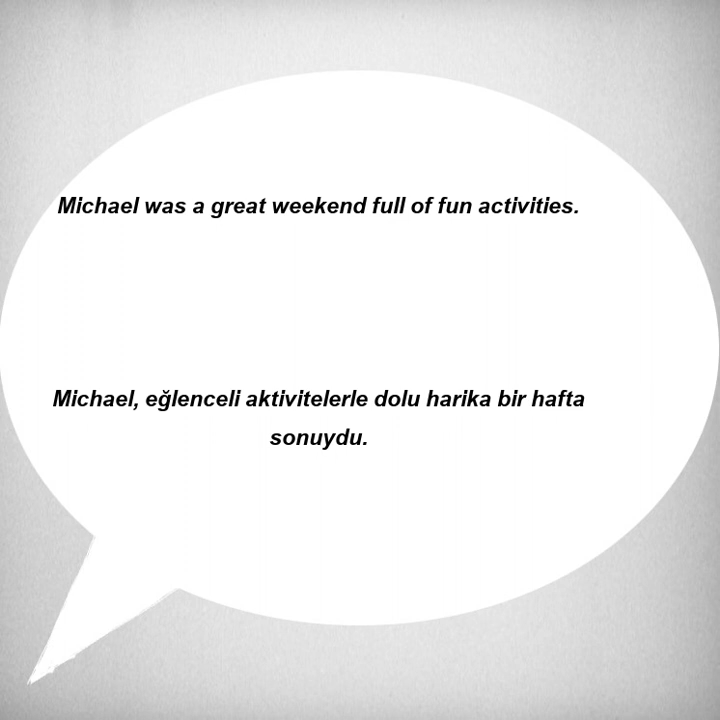 Michael was a great weekend full of fun activities.
Michael, eğlenceli aktivitelerle dolu harika bir hafta
sonuydu.